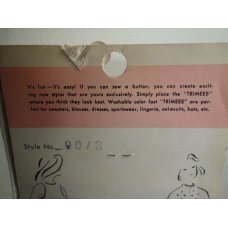 It's fun — it's easy! If you can sew a button, you can create excit-
ing new styles that are yours exclusively. Simply place the "TRIMEES"
where you think they look best. Washable color fast "TRIMEES" are per-
fect for sweaters, blouses, dresses, sportswear, lingerie, swimsuits, hats, etc.
Style No.